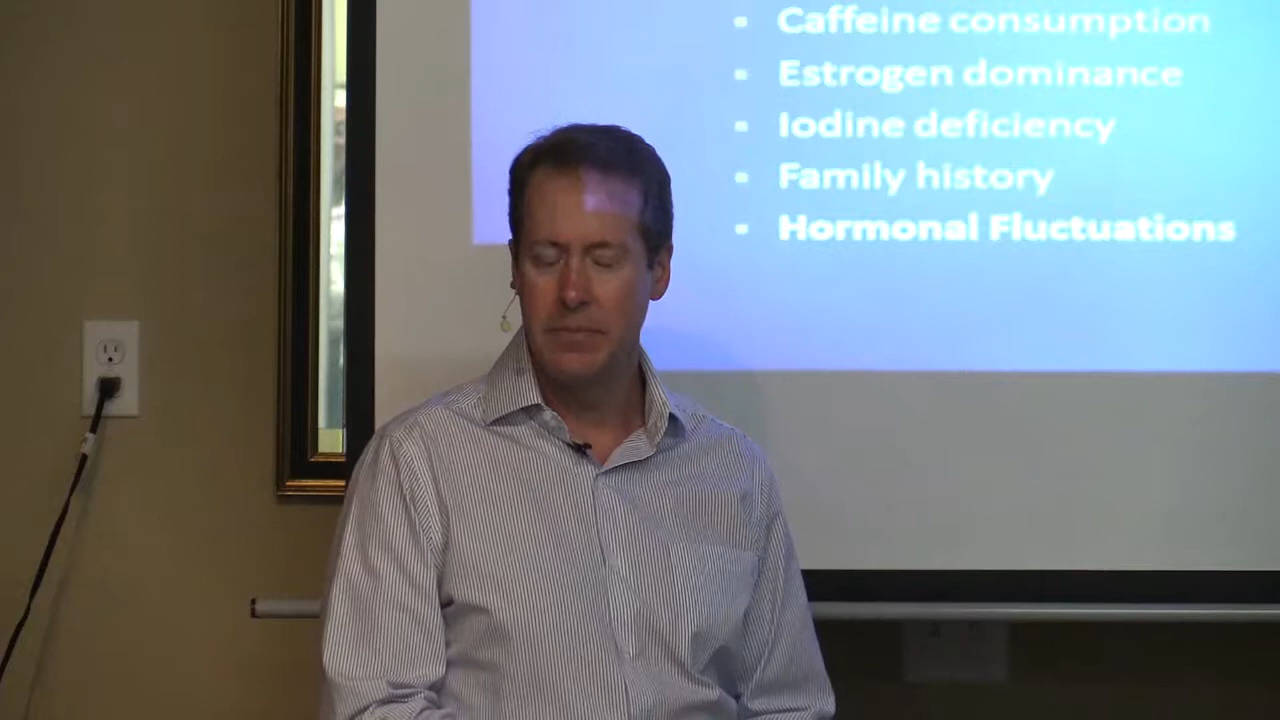 ▪ Caffeine consumption
▪ Estrogen dominance
▪ Iodine deficiency
▪ Family history
▪ Hormonal Fluctuations